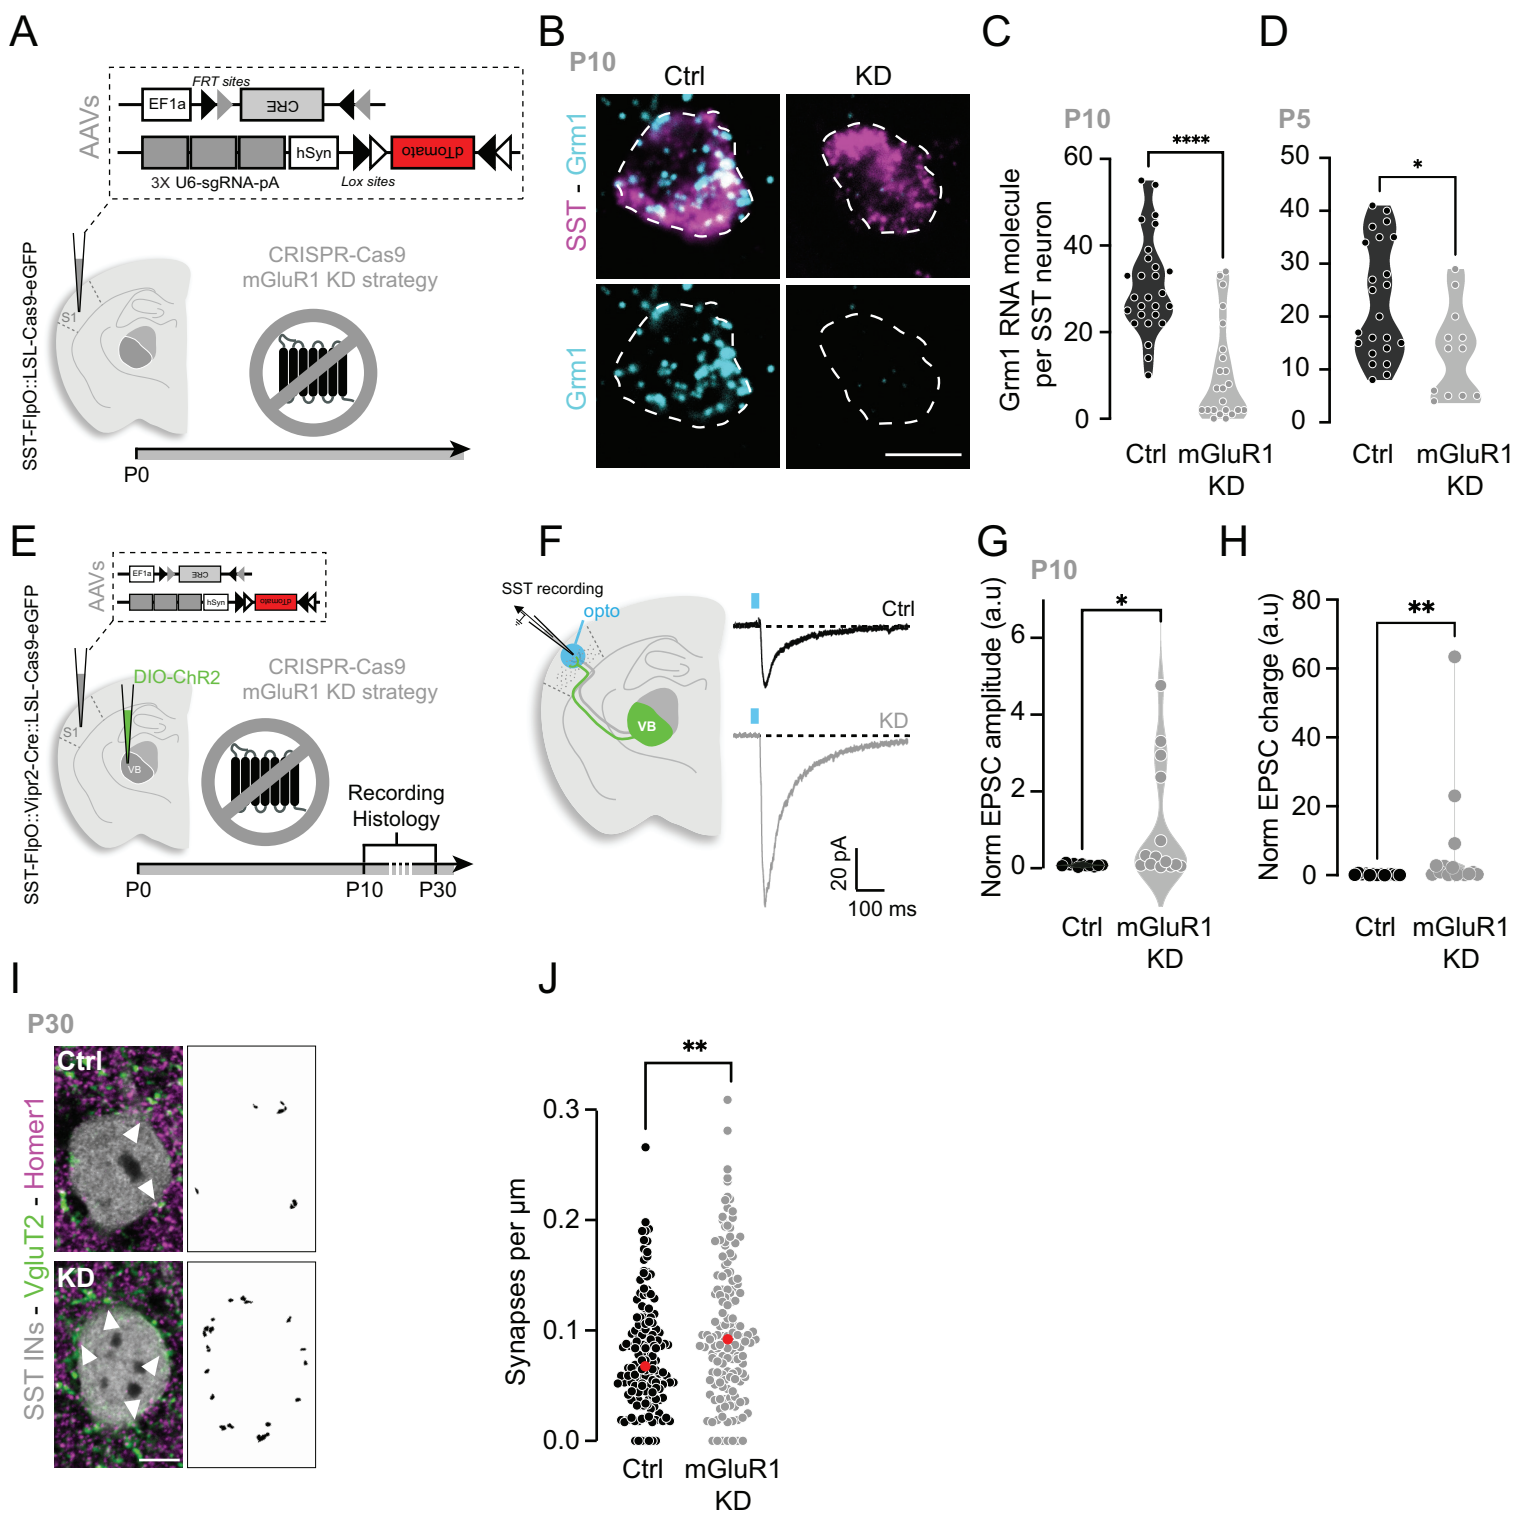 A
AAVs
FRT sites
EF1a
CRE
hSyn
dTomato
3X U6-sgRNA-pA
Lox sites
SST-FlpO::LSL-Cas9-eGFP
S1
CRISPR-Cas9
mGluR1 KD strategy
P0
B
P10
Ctrl
KD
SST - Grm1
Grm1
C
P10
****
Grm1 RNA molecule
per SST neuron
60
40
20
0
Ctrl
mGluR1
KD
D
P5
*
50
40
30
20
10
0
Ctrl
mGluR1
KD
E
AAVs
EF1a
CRE
hSyn
dTomato
SST-FlpO::Vipr2-Cre::LSL-Cas9-eGFP
DIO-ChR2
S1
VB
CRISPR-Cas9
mGluR1 KD strategy
Recording
Histology
P0
P10
P30
F
SST recording
opto
VB
Ctrl
KD
20 pA
100 ms
G
P10
*
Norm EPSC amplitude (a.u)
6
4
2
0
Ctrl
mGluR1
KD
H
**
Norm EPSC charge (a.u)
80
60
40
20
0
Ctrl
mGluR1
KD
I
P30
Ctrl
KD
SST INs - VgluT2 - Homer1
J
**
Synapses per µm
0.3
0.2
0.1
0.0
Ctrl
mGluR1
KD